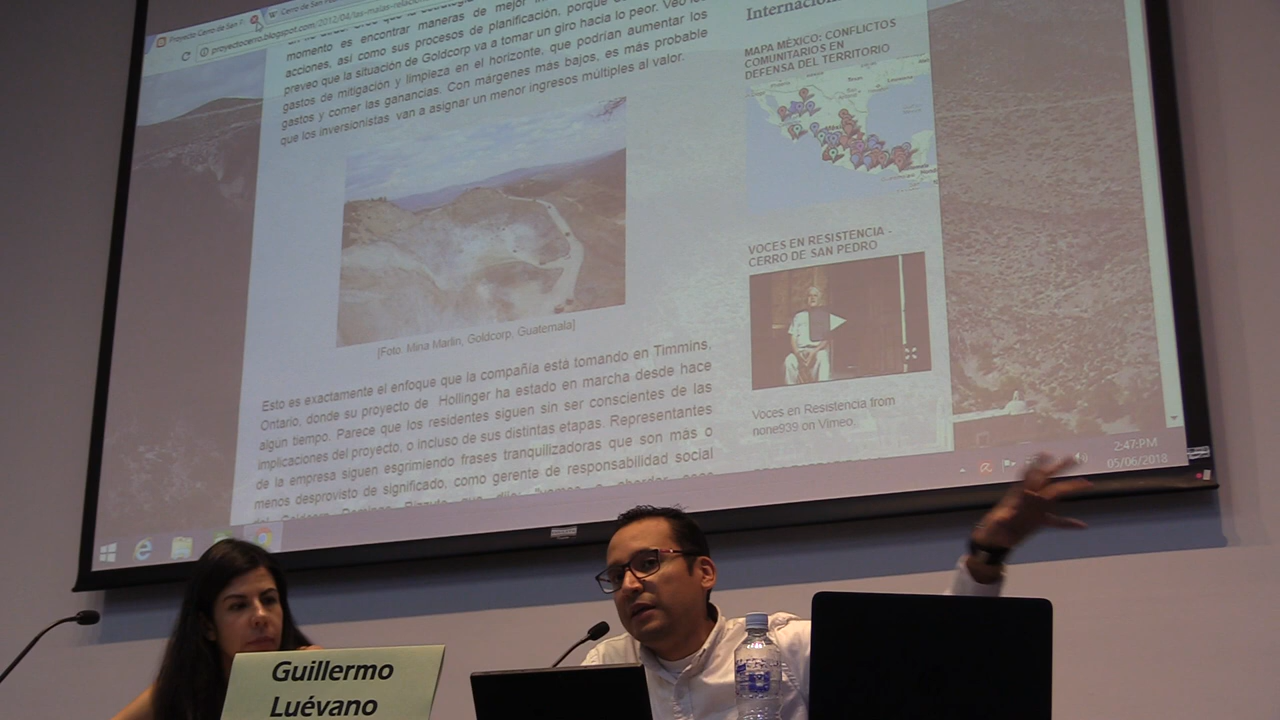 Proyecto Cerro de San P
Cerro de San Ped
proyectocerro.blogspot.com/2012/04/las-malas-relacio
momento es encontrar maneras de mejor
acciones, así como sus procesos de planificación, porque
preveo que la situación de Goldcorp va a tomar un giro hacia lo peor. Veo
gastos de mitigación y limpieza en el horizonte, que podrían aumentar los
gastos y comer las ganancias. Con márgenes más bajos, es más probable
que los inversionistas van a asignar un menor ingresos múltiples al valor.
[Foto: Mina Marlin, Goldcorp, Guatemala]
Esto es exactamente el enfoque que la compañía está tomando en Timmins,
Ontario, donde su proyecto de Hollinger ha estado en marcha desde hace
algún tiempo. Parece que los residentes siguen sin ser conscientes de las
implicaciones del proyecto, o incluso de sus distintas etapas. Representantes
de la empresa siguen esgrimiendo frases tranquilizadoras que son más o
menos desprovisto de significado, como gerente de responsabilidad social
MAPA MÉXICO: CONFLICTOS
COMUNITARIOS EN
DEFENSA DEL TERRITORIO
VOCES EN RESISTENCIA -
CERRO DE SAN PEDRO
Voces en Resistencia from
none939 on Vimeo.
2:47 PM
05/06/2018
Guillermo
Luévano